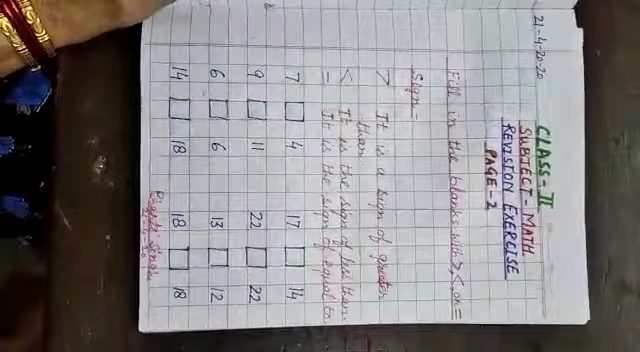 21-4-2020
CLASS-II
SUBJECT-MATH
REVISION EXERCISE
PAGE-2
Fill in the blanks with >, <, or =
Sign-
> It is a sign of greater
than
< It is the sign of less than.
= It is the sign of equal to
7 □ 4 17 □ 14
9 □ 11 22 □ 22
6 □ 6 13 □ 12
14 □ 18 18 □ 18